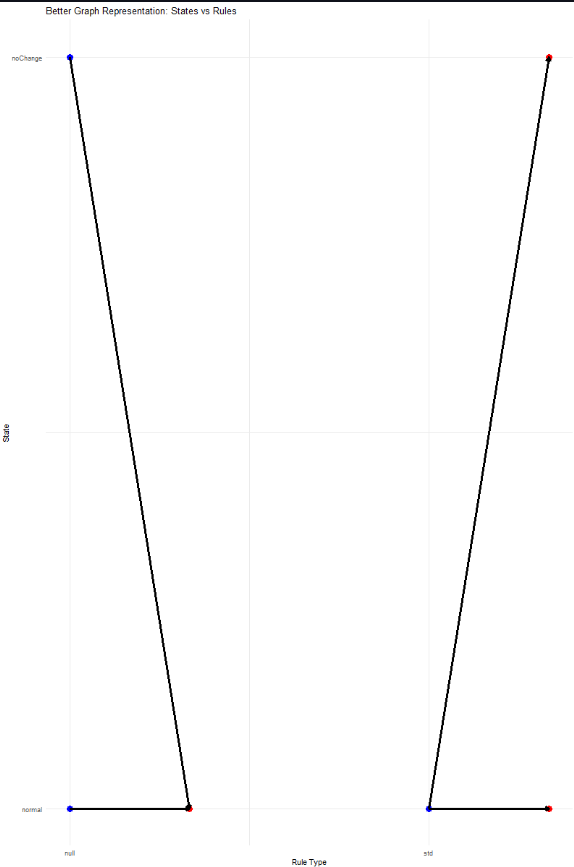 Better Graph Representation: States vs Rules
noChange
State
normal
null std
Rule Type